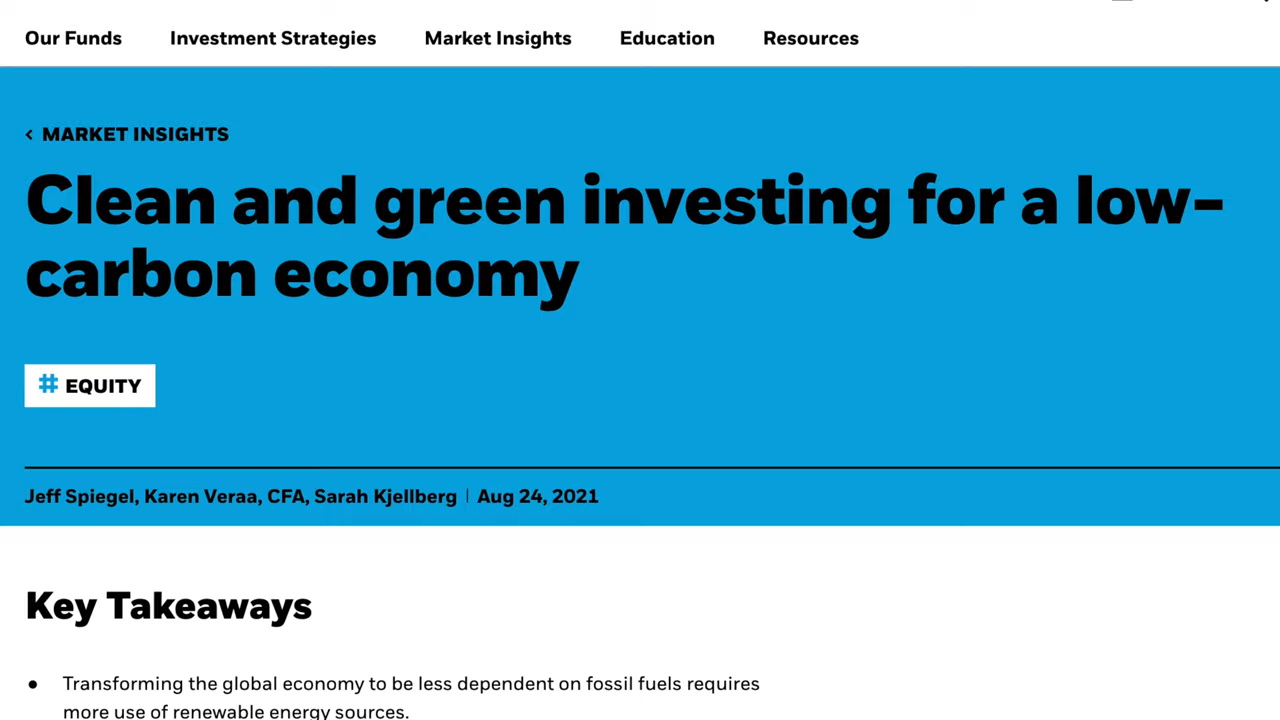 Our Funds Investment Strategies Market Insights Education Resources
< MARKET INSIGHTS
Clean and green investing for a low-
carbon economy
# EQUITY
Jeff Spiegel, Karen Veraa, CFA, Sarah Kjellberg | Aug 24, 2021
Key Takeaways
● Transforming the global economy to be less dependent on fossil fuels requires
more use of renewable energy sources.